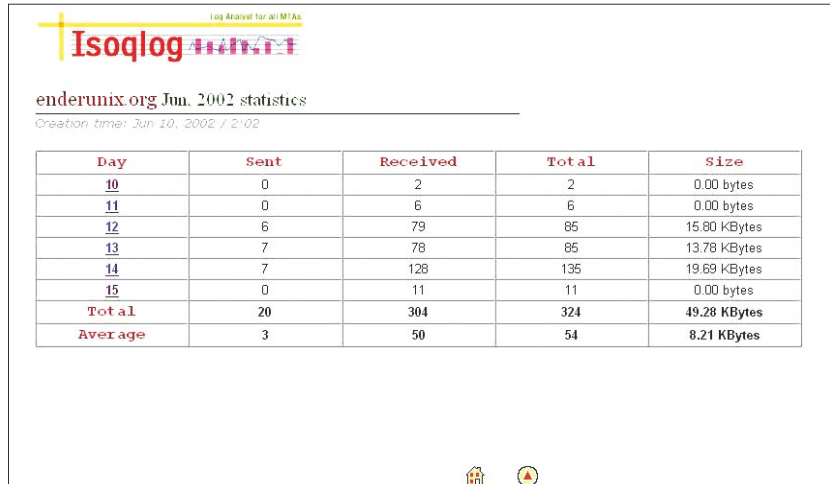 Log Analyst for all MTAs
Isoqlog
enderunix.org Jun, 2002 statistics
Creation time: Jun 10, 2002 / 2:02
Day Sent Received Total Size
10 0 2 2 0.00 bytes
11 0 6 6 0.00 bytes
12 6 79 85 15.80 KBytes
13 7 78 85 13.78 KBytes
14 7 128 135 19.69 KBytes
15 0 11 11 0.00 bytes
Total 20 304 324 49.28 KBytes
Average 3 50 54 8.21 KBytes